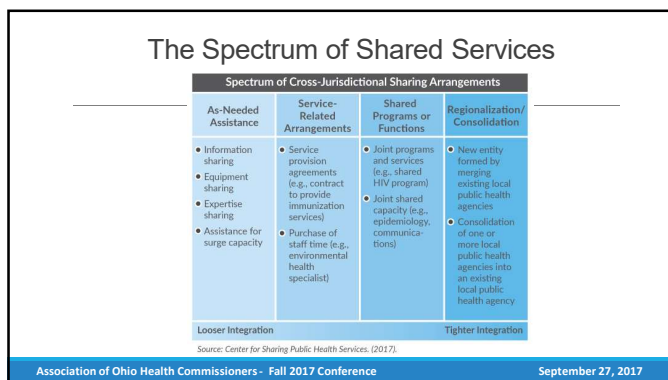 The Spectrum of Shared Services
Spectrum of Cross-Jurisdictional Sharing Arrangements
As-Needed
Assistance
Service-
Related
Arrangements
Shared
Programs or
Functions
Regionalization/
Consolidation
• Information
sharing
• Equipment
sharing
• Expertise
sharing
• Assistance for
surge capacity
• Service
provision
agreements
(e.g., contract
to provide
immunization
services)
• Purchase of
staff time (e.g.,
environmental
health
specialist)
• Joint programs
and services
(e.g., shared
HIV program)
• Joint shared
capacity (e.g.,
epidemiology,
communica-
tions)
• New entity
formed by
merging
existing local
public health
agencies
• Consolidation
of one or
more local
public health
agencies into
an existing
local public
health agency
Looser Integration
Tighter Integration
Source: Center for Sharing Public Health Services. (2017).
Association of Ohio Health Commissioners - Fall 2017 Conference
September 27, 2017